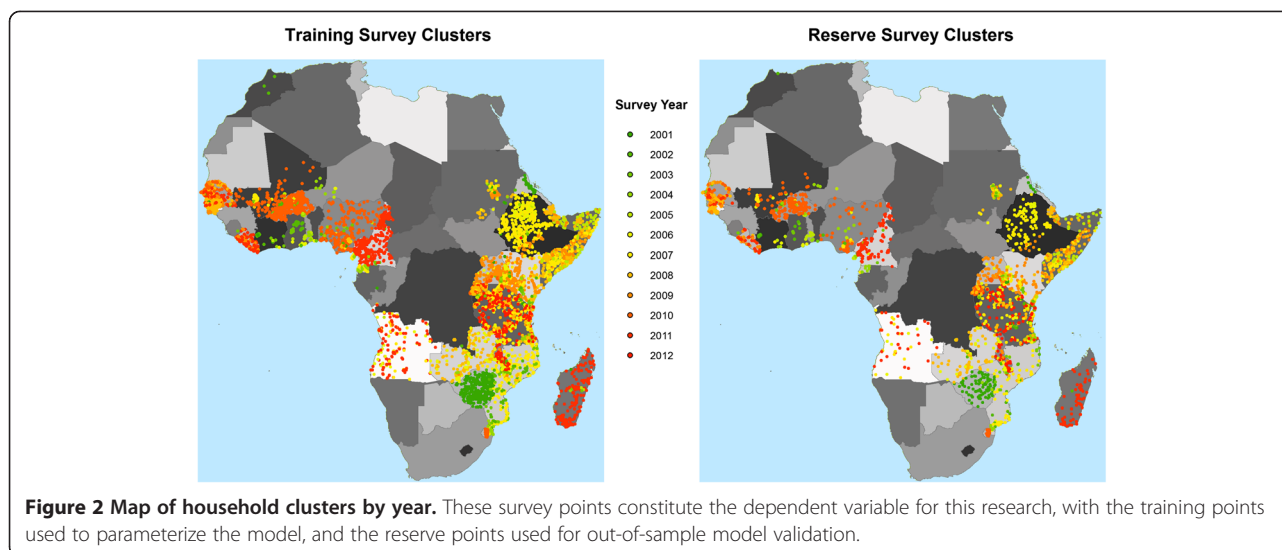 Training Survey Clusters
Reserve Survey Clusters
Survey Year
2001
2002
2003
2004
2005
2006
2007
2008
2009
2010
2011
2012
Figure 2 Map of household clusters by year. These survey points constitute the dependent variable for this research, with the training points
used to parameterize the model, and the reserve points used for out-of-sample model validation.